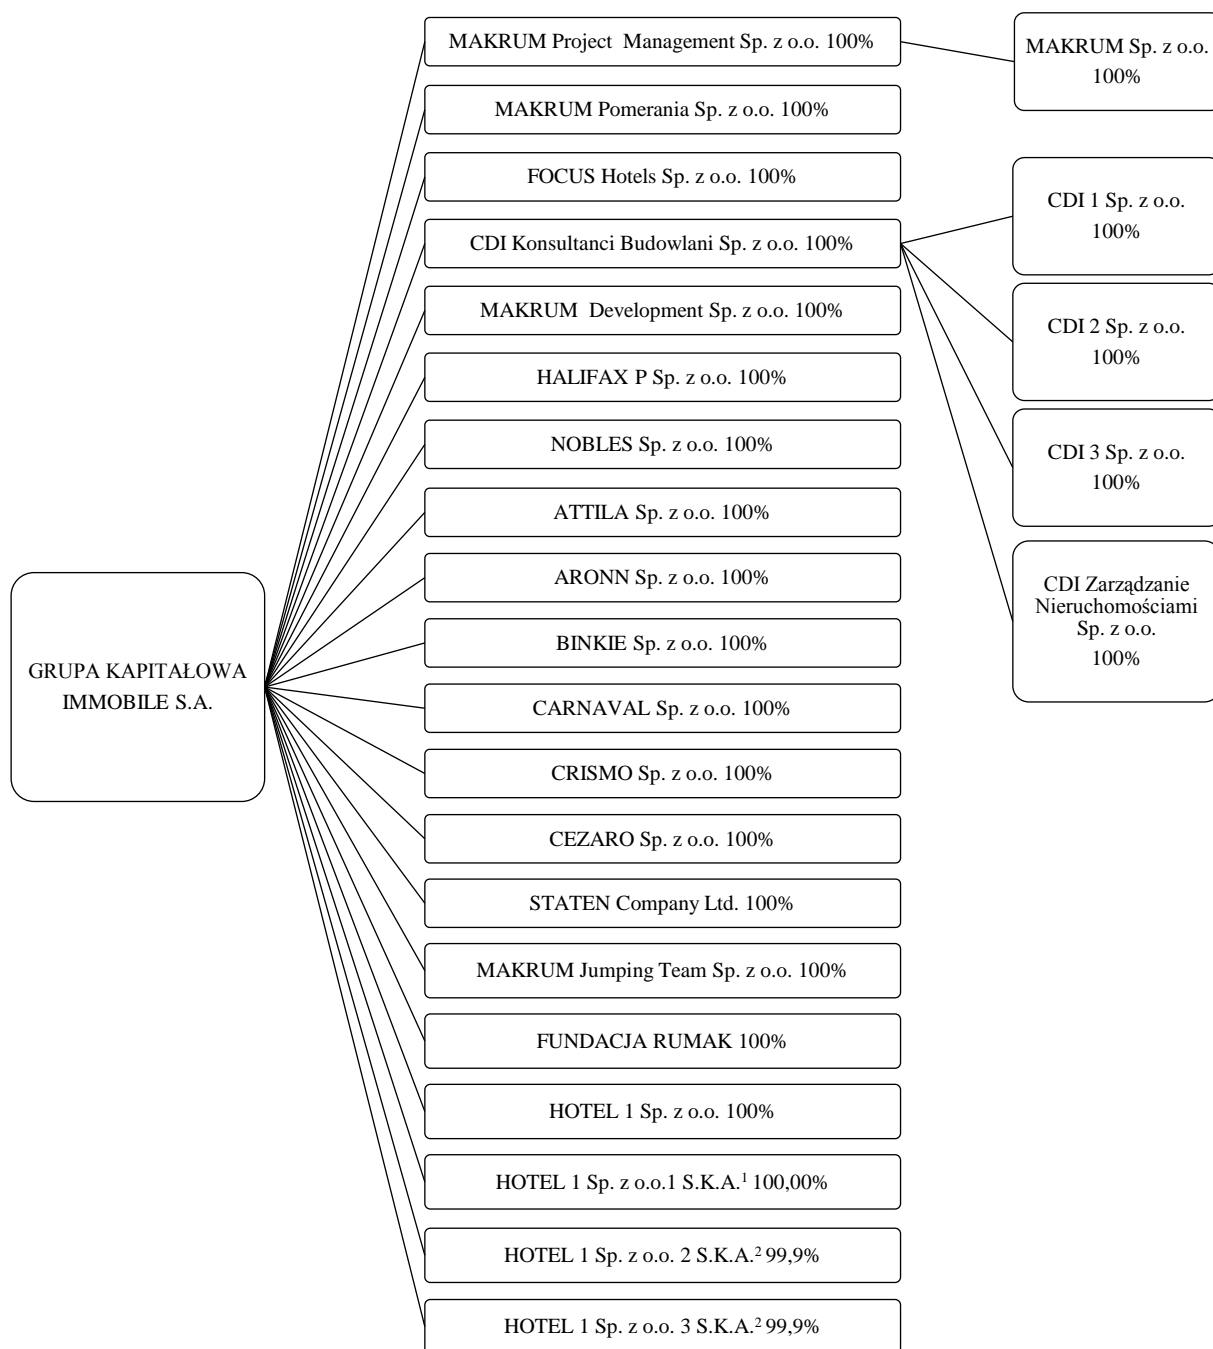 GRUPA KAPITAŁOWA
IMMOBILE S.A.
MAKRUM Project Management Sp. z o.o. 100%
MAKRUM Pomerania Sp. z o.o. 100%
FOCUS Hotels Sp. z o.o. 100%
CDI Konsultanci Budowlani Sp. z o.o. 100%
MAKRUM Development Sp. z o.o. 100%
HALIFAX P Sp. z o.o. 100%
NOBLES Sp. z o.o. 100%
ATTILA Sp. z o.o. 100%
ARONN Sp. z o.o. 100%
BINKIE Sp. z o.o. 100%
CARNAVAL Sp. z o.o. 100%
CRISMO Sp. z o.o. 100%
CEZARO Sp. z o.o. 100%
STATEN Company Ltd. 100%
MAKRUM Jumping Team Sp. z o.o. 100%
FUNDACJA RUMAK 100%
HOTEL 1 Sp. z o.o. 100%
HOTEL 1 Sp. z o.o.1 S.K.A.¹ 100,00%
HOTEL 1 Sp. z o.o. 2 S.K.A.² 99,9%
HOTEL 1 Sp. z o.o. 3 S.K.A.² 99,9%
MAKRUM Sp. z o.o.
100%
CDI 1 Sp. z o.o.
100%
CDI 2 Sp. z o.o.
100%
CDI 3 Sp. z o.o.
100%
CDI Zarządzanie
Nieruchomościami
Sp. z o.o.
100%